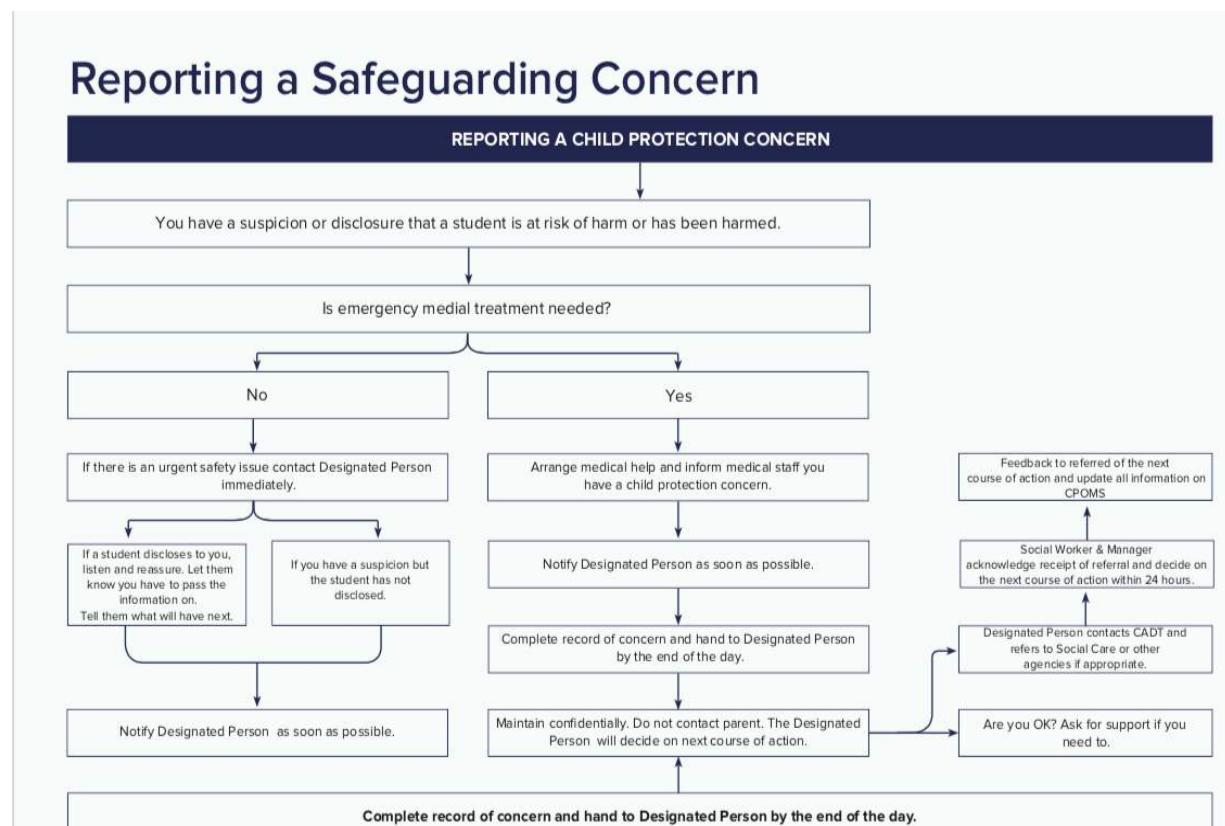 Reporting a Safeguarding Concern
REPORTING A CHILD PROTECTION CONCERN
You have a suspicion or disclosure that a student is at risk of harm or has been harmed.
Is emergency medial treatment needed?
No
Yes
If there is an urgent safety issue contact Designated Person
immediately.
Arrange medical help and inform medical staff you
have a child protection concern.
Feedback to referred of the next
course of action and update all information on
CPOMS
If a student discloses to you,
listen and reassure. Let them
know you have to pass the
information on.
Tell them what will have next.
If you have a suspicion but
the student has not
disclosed.
Notify Designated Person as soon as possible.
Social Worker & Manager
acknowledge receipt of referral and decide on
the next course of action within 24 hours.
Complete record of concern and hand to Designated Person
by the end of the day.
Designated Person contacts CADT and
refers to Social Care or other
agencies if appropriate.
Notify Designated Person as soon as possible.
Maintain confidentially. Do not contact parent. The Designated
Person will decide on next course of action.
Are you OK? Ask for support if you
need to.
Complete record of concern and hand to Designated Person by the end of the day.